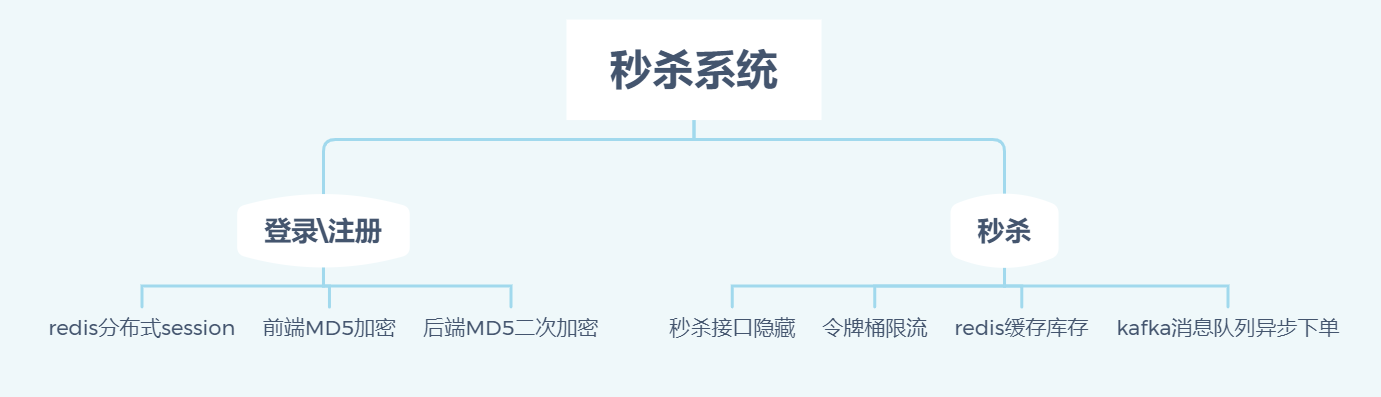 秒杀系统
登录\注册
秒杀
redis分布式session
前端MD5加密
后端MD5二次加密
秒杀接口隐藏
令牌桶限流
redis缓存库存
kafka消息队列异步下单